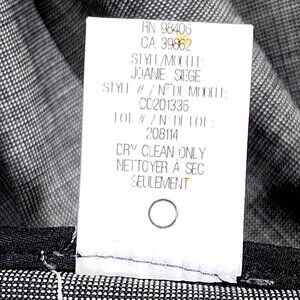 RN 98406
CA 39862
STYLE/MODELE:
JOANIE SIEGE
STYLE # / N° DE MODELE:
CO201336
LOT # / N° DE LOT:
208114
DRY CLEAN ONLY
NETTOYER A SEC
SEULEMENT